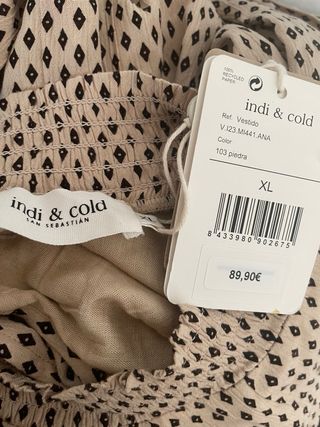 100%
RECYCLED
PAPER
indi & cold
Ref. Vestido
V.I23.MI441.ANA
Color
103 piedra
XL
8 433980 902675
89,90€
indi & cold
SAN SEBASTIÁN